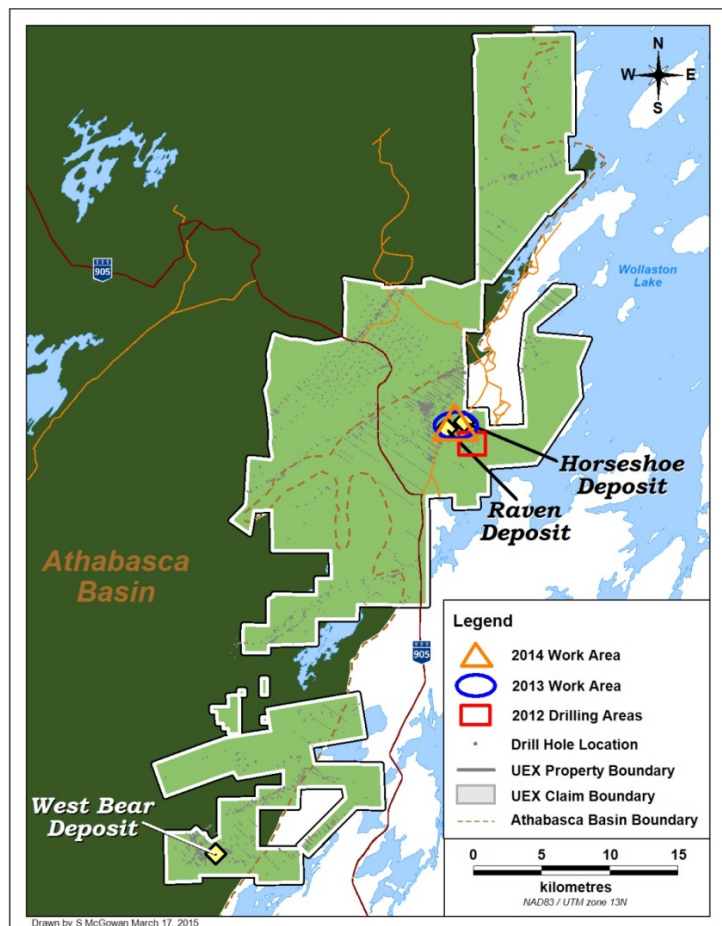 N
W E
S
905
Wollaston
Lake
Horseshoe
Deposit
Raven
Deposit
Athabasca
Basin
905
West Bear
Deposit
Legend
2014 Work Area
2013 Work Area
2012 Drilling Areas
Drill Hole Location
UEX Property Boundary
UEX Claim Boundary
Athabasca Basin Boundary
0 5 10 15
kilometres
NAD83 / UTM zone 13N
Drawn by S McGowan March 17, 2015